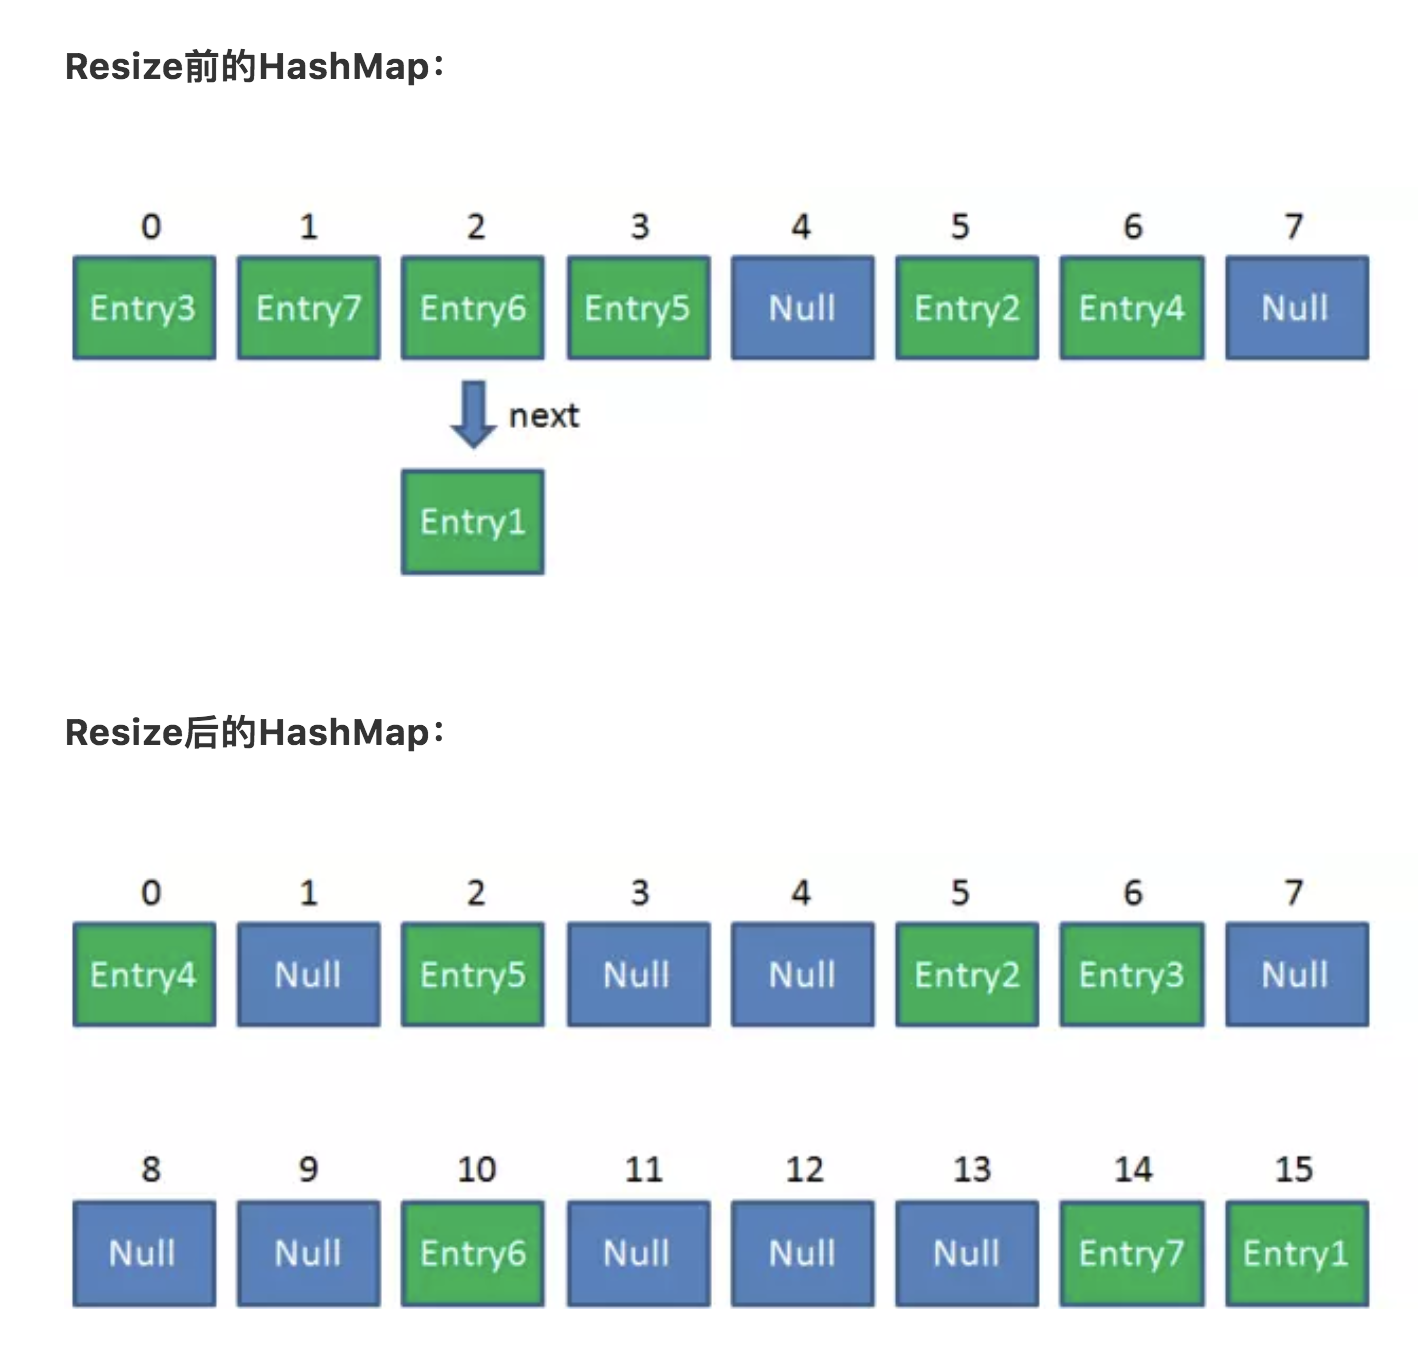 Resize前的HashMap：
0 1 2 3 4 5 6 7
Entry3 Entry7 Entry6 Entry5 Null Entry2 Entry4 Null
next
Entry1
Resize后的HashMap：
0 1 2 3 4 5 6 7
Entry4 Null Entry5 Null Null Entry2 Entry3 Null
8 9 10 11 12 13 14 15
Null Null Entry6 Null Null Null Entry7 Entry1